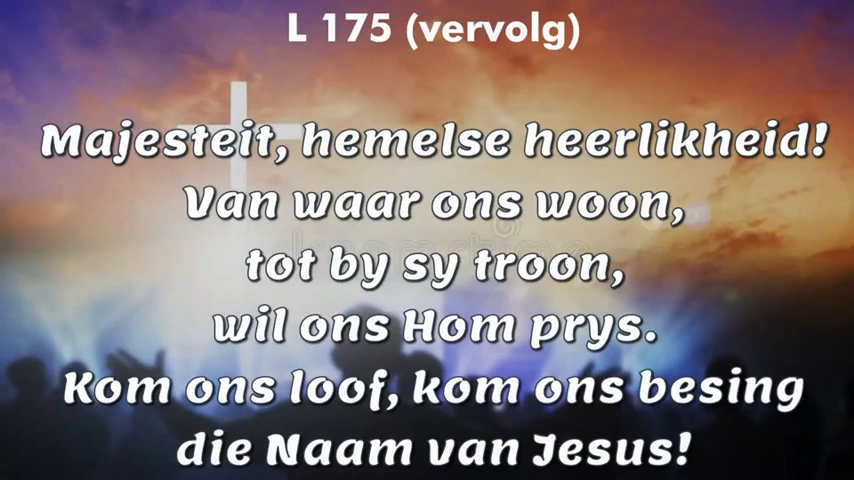 L 175 (vervolg)
Majesteit, hemelse heerlikheid!
Van waar ons woon,
tot by sy troon,
wil ons Hom prys.
Kom ons loof, kom ons besing
die Naam van Jesus!